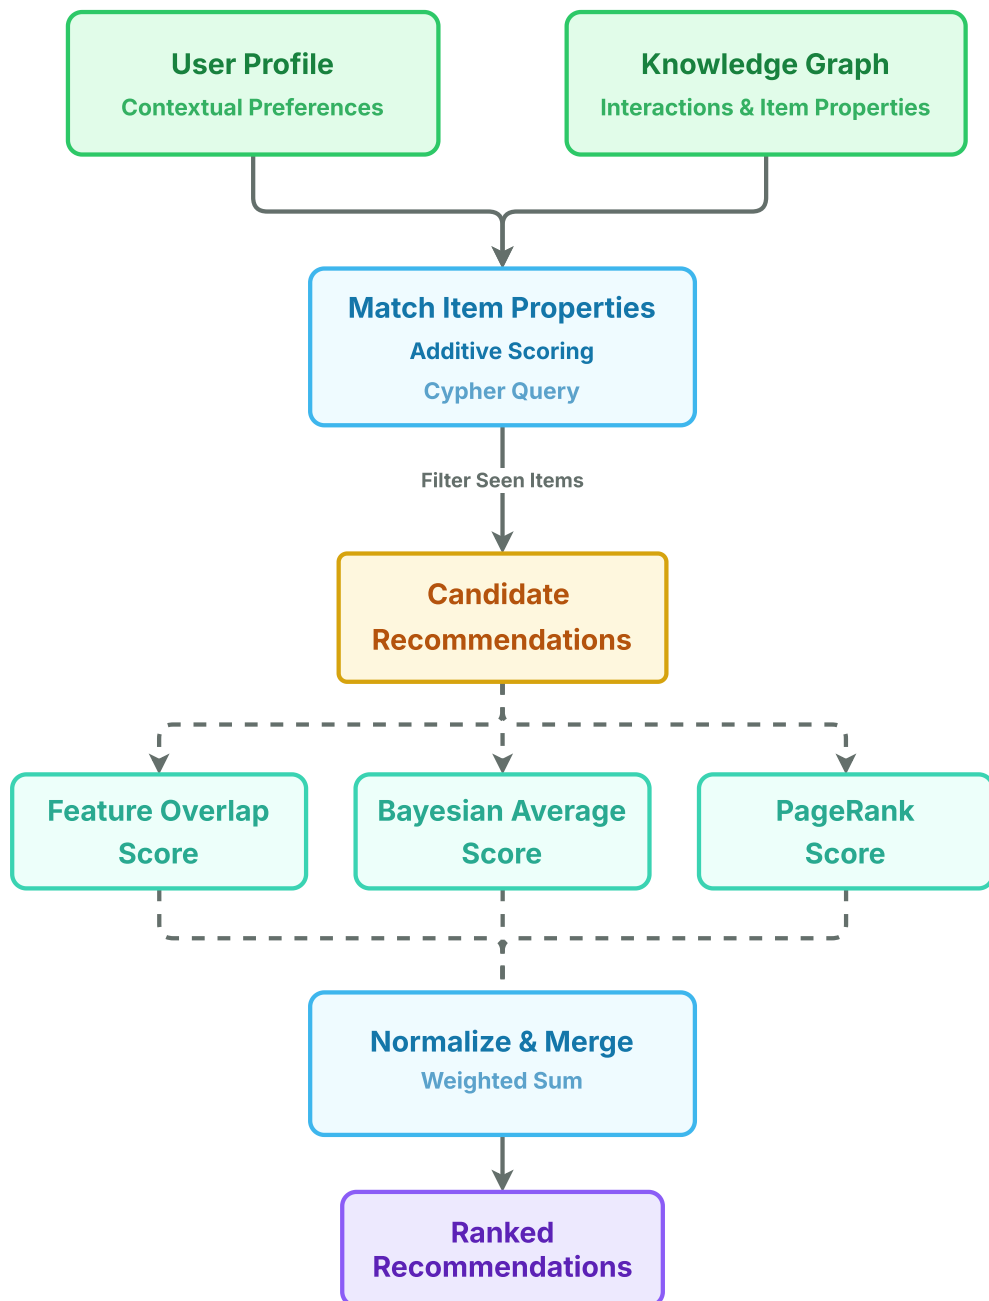 User Profile
Contextual Preferences
Knowledge Graph
Interactions & Item Properties
Match Item Properties
Additive Scoring
Cypher Query
Filter Seen Items
Candidate
Recommendations
Feature Overlap
Score
Bayesian Average
Score
PageRank
Score
Normalize & Merge
Weighted Sum
Ranked
Recommendations